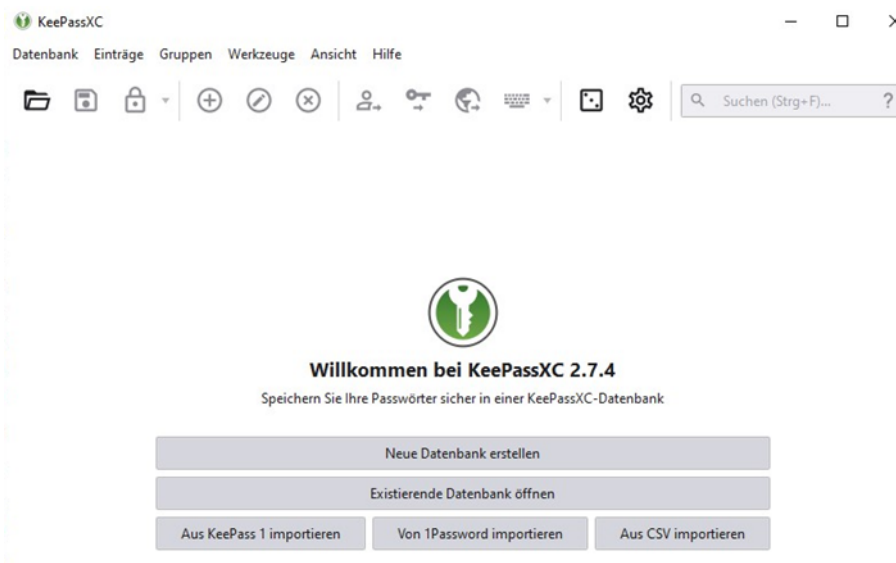 KeePassXC
Datenbank Einträge Gruppen Werkzeuge Ansicht Hilfe
Suchen (Strg+F)... ?
Willkommen bei KeePassXC 2.7.4
Speichern Sie Ihre Passwörter sicher in einer KeePassXC-Datenbank
Neue Datenbank erstellen
Existierende Datenbank öffnen
Aus KeePass 1 importieren Von 1Password importieren Aus CSV importieren